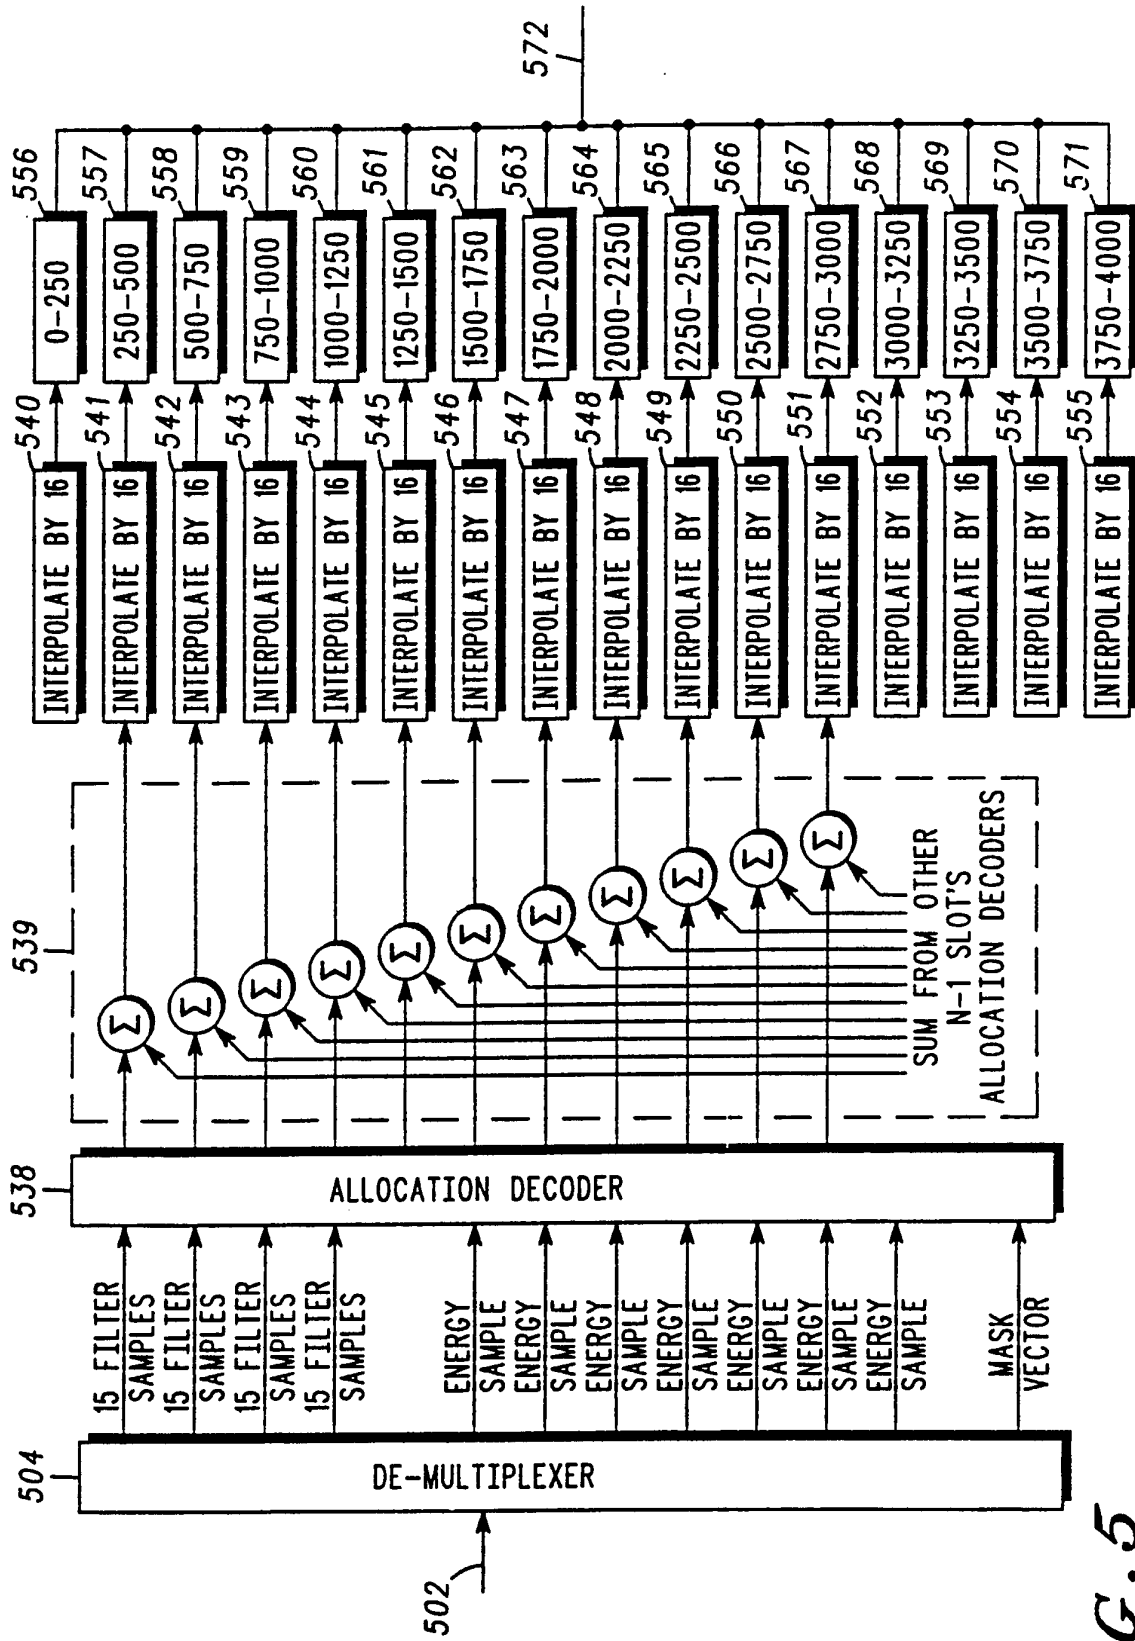 502
504
DE-MULTIPLEXER
15 FILTER
SAMPLES
15 FILTER
SAMPLES
15 FILTER
SAMPLES
15 FILTER
SAMPLES
ENERGY
SAMPLE
ENERGY
SAMPLE
ENERGY
SAMPLE
ENERGY
SAMPLE
ENERGY
SAMPLE
ENERGY
SAMPLE
ENERGY
SAMPLE
MASK
VECTOR
538
ALLOCATION DECODER
539
Σ
Σ
Σ
Σ
Σ
Σ
Σ
Σ
Σ
Σ
Σ
SUM FROM OTHER
N-1 SLOT'S
ALLOCATION DECODERS
540
INTERPOLATE BY 16
556
0-250
541
INTERPOLATE BY 16
557
250-500
542
INTERPOLATE BY 16
558
500-750
543
INTERPOLATE BY 16
559
750-1000
544
INTERPOLATE BY 16
560
1000-1250
545
INTERPOLATE BY 16
561
1250-1500
546
INTERPOLATE BY 16
562
1500-1750
547
INTERPOLATE BY 16
563
1750-2000
548
INTERPOLATE BY 16
564
2000-2250
549
INTERPOLATE BY 16
565
2250-2500
550
INTERPOLATE BY 16
566
2500-2750
551
INTERPOLATE BY 16
567
2750-3000
552
INTERPOLATE BY 16
568
3000-3250
553
INTERPOLATE BY 16
569
3250-3500
554
INTERPOLATE BY 16
570
3500-3750
555
INTERPOLATE BY 16
571
3750-4000
572
G.5